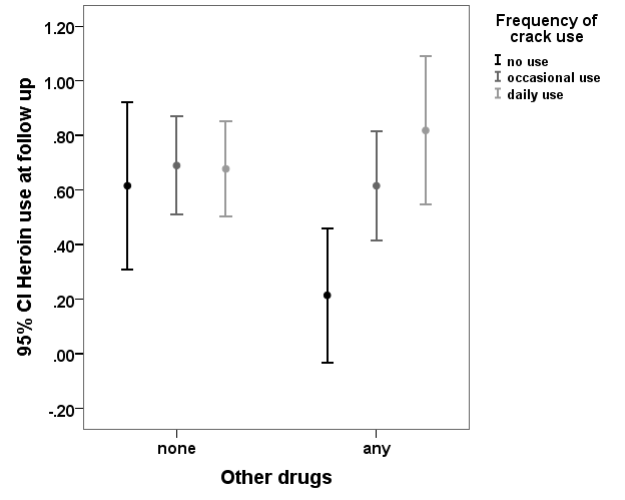 Frequency of
crack use
no use
occasional use
daily use
95% CI Heroin use at follow up
1.20
1.00
.80
.60
.40
.20
.00
-.20
none
any
Other drugs